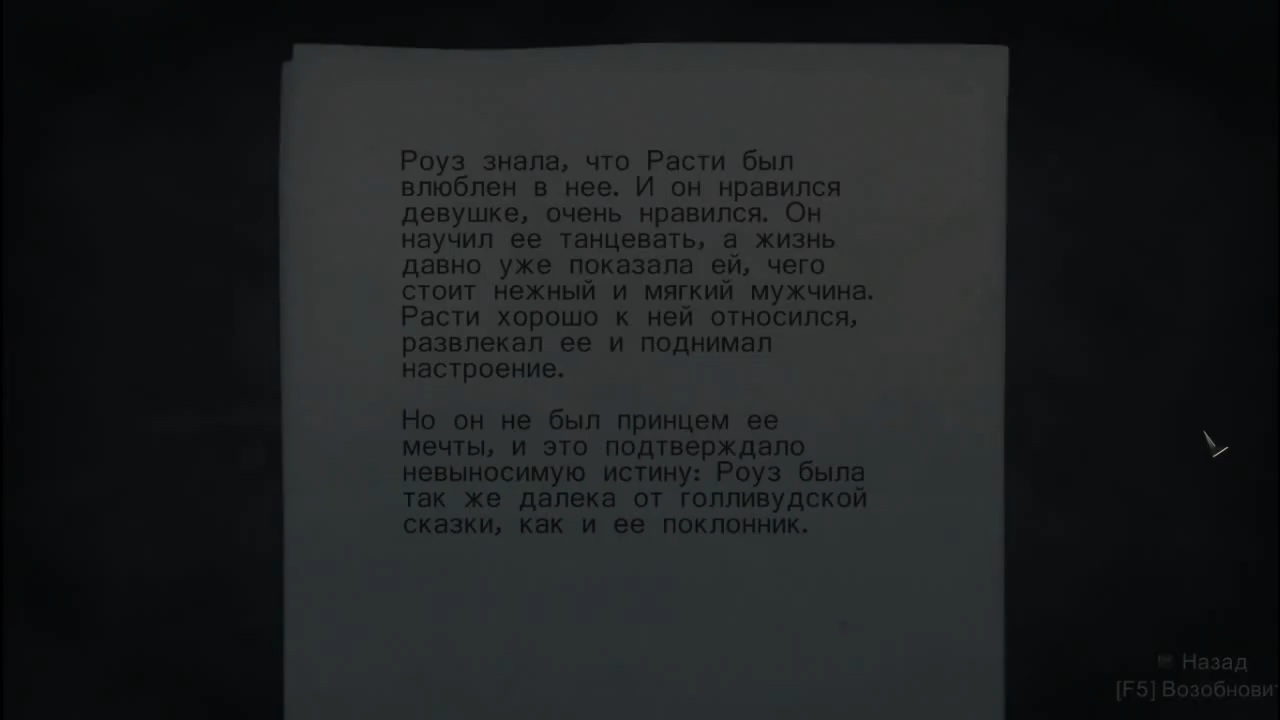 Роуз знала, что Расти был
влюблен в нее. И он нравился
девушке, очень нравился. Он
научил ее танцевать, а жизнь
давно уже показала ей, чего
стоит нежный и мягкий мужчина.
Расти хорошо к ней относился,
развлекал ее и поднимал
настроение.
Но он не был принцем ее
мечты, и это подтверждало
невыносимую истину: Роуз была
так же далека от голливудской
сказки, как и ее поклонник.
Назад
[F5] Возобнови